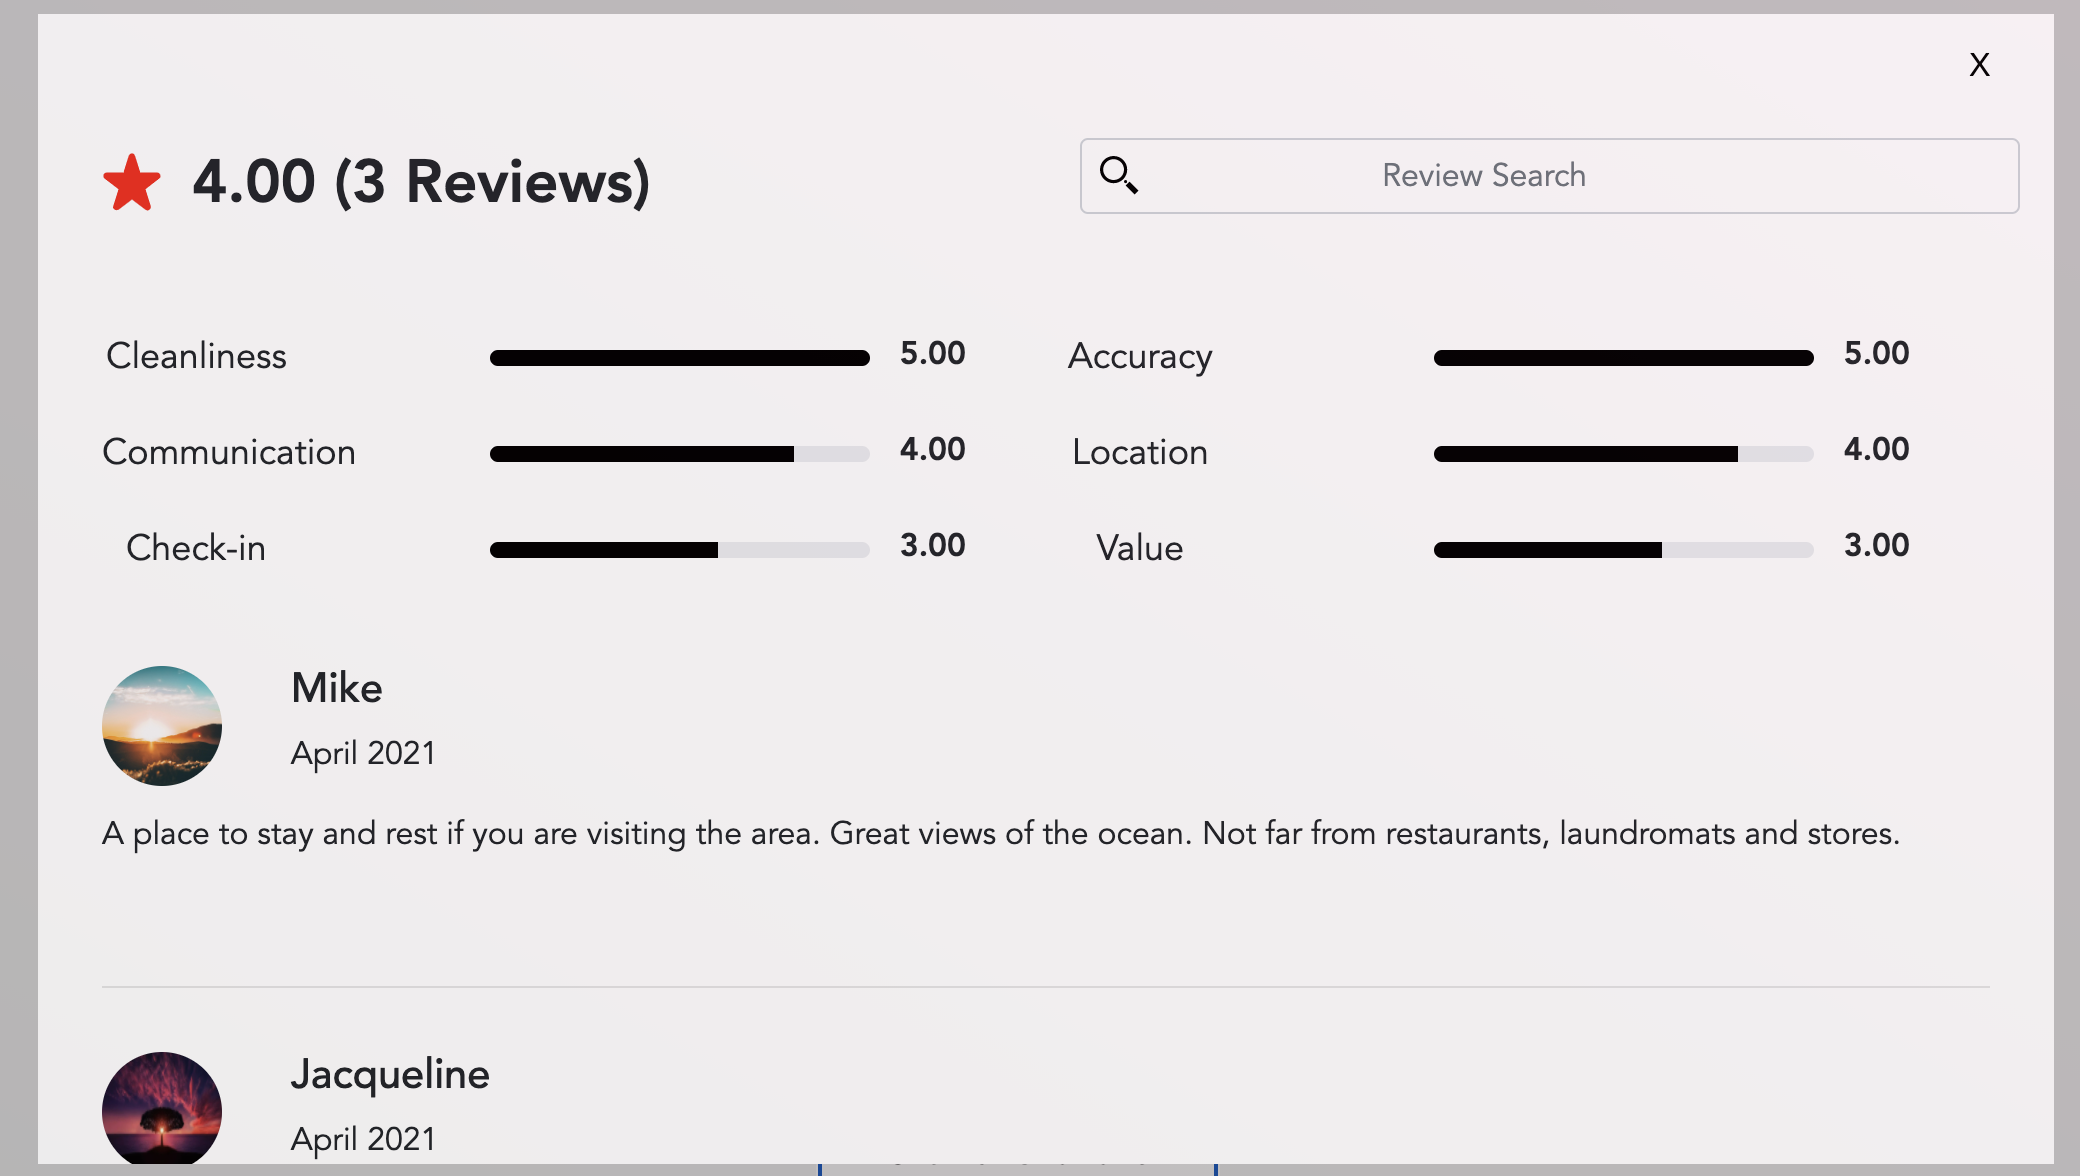 X
4.00 (3 Reviews)
Review Search
Cleanliness 5.00 Accuracy 5.00
Communication 4.00 Location 4.00
Check-in 3.00 Value 3.00
Mike
April 2021
A place to stay and rest if you are visiting the area. Great views of the ocean. Not far from restaurants, laundromats and stores.
Jacqueline
April 2021